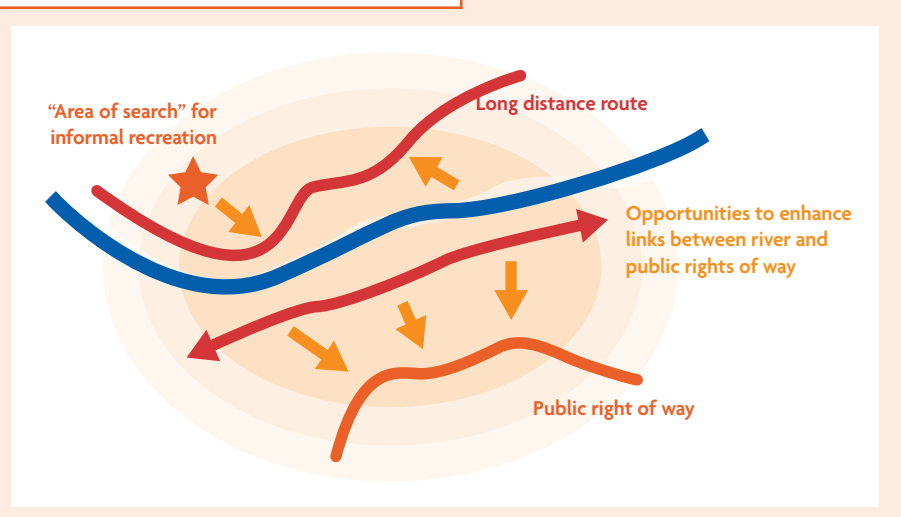 “Area of search” for
informal recreation
Long distance route
Opportunities to enhance
links between river and
public rights of way
Public right of way